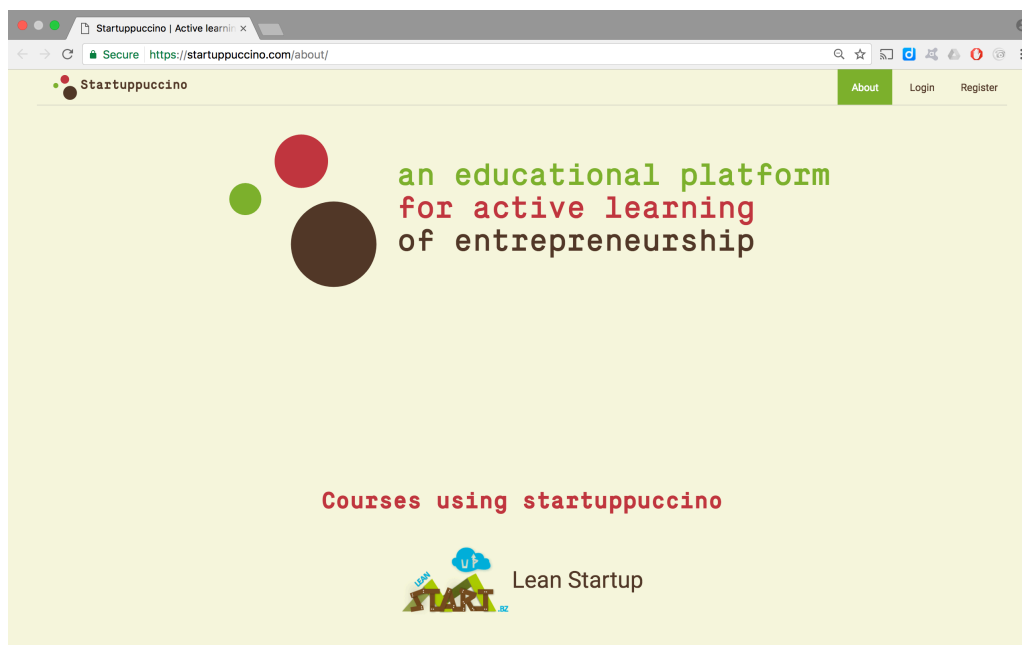 Startuppuccino | Active learnin
Secure https://startuppuccino.com/about/
Startuppuccino
About Login Register
an educational platform
for active learning
of entrepreneurship
Courses using startuppuccino
UP
LEAN
START.BZ
Lean Startup